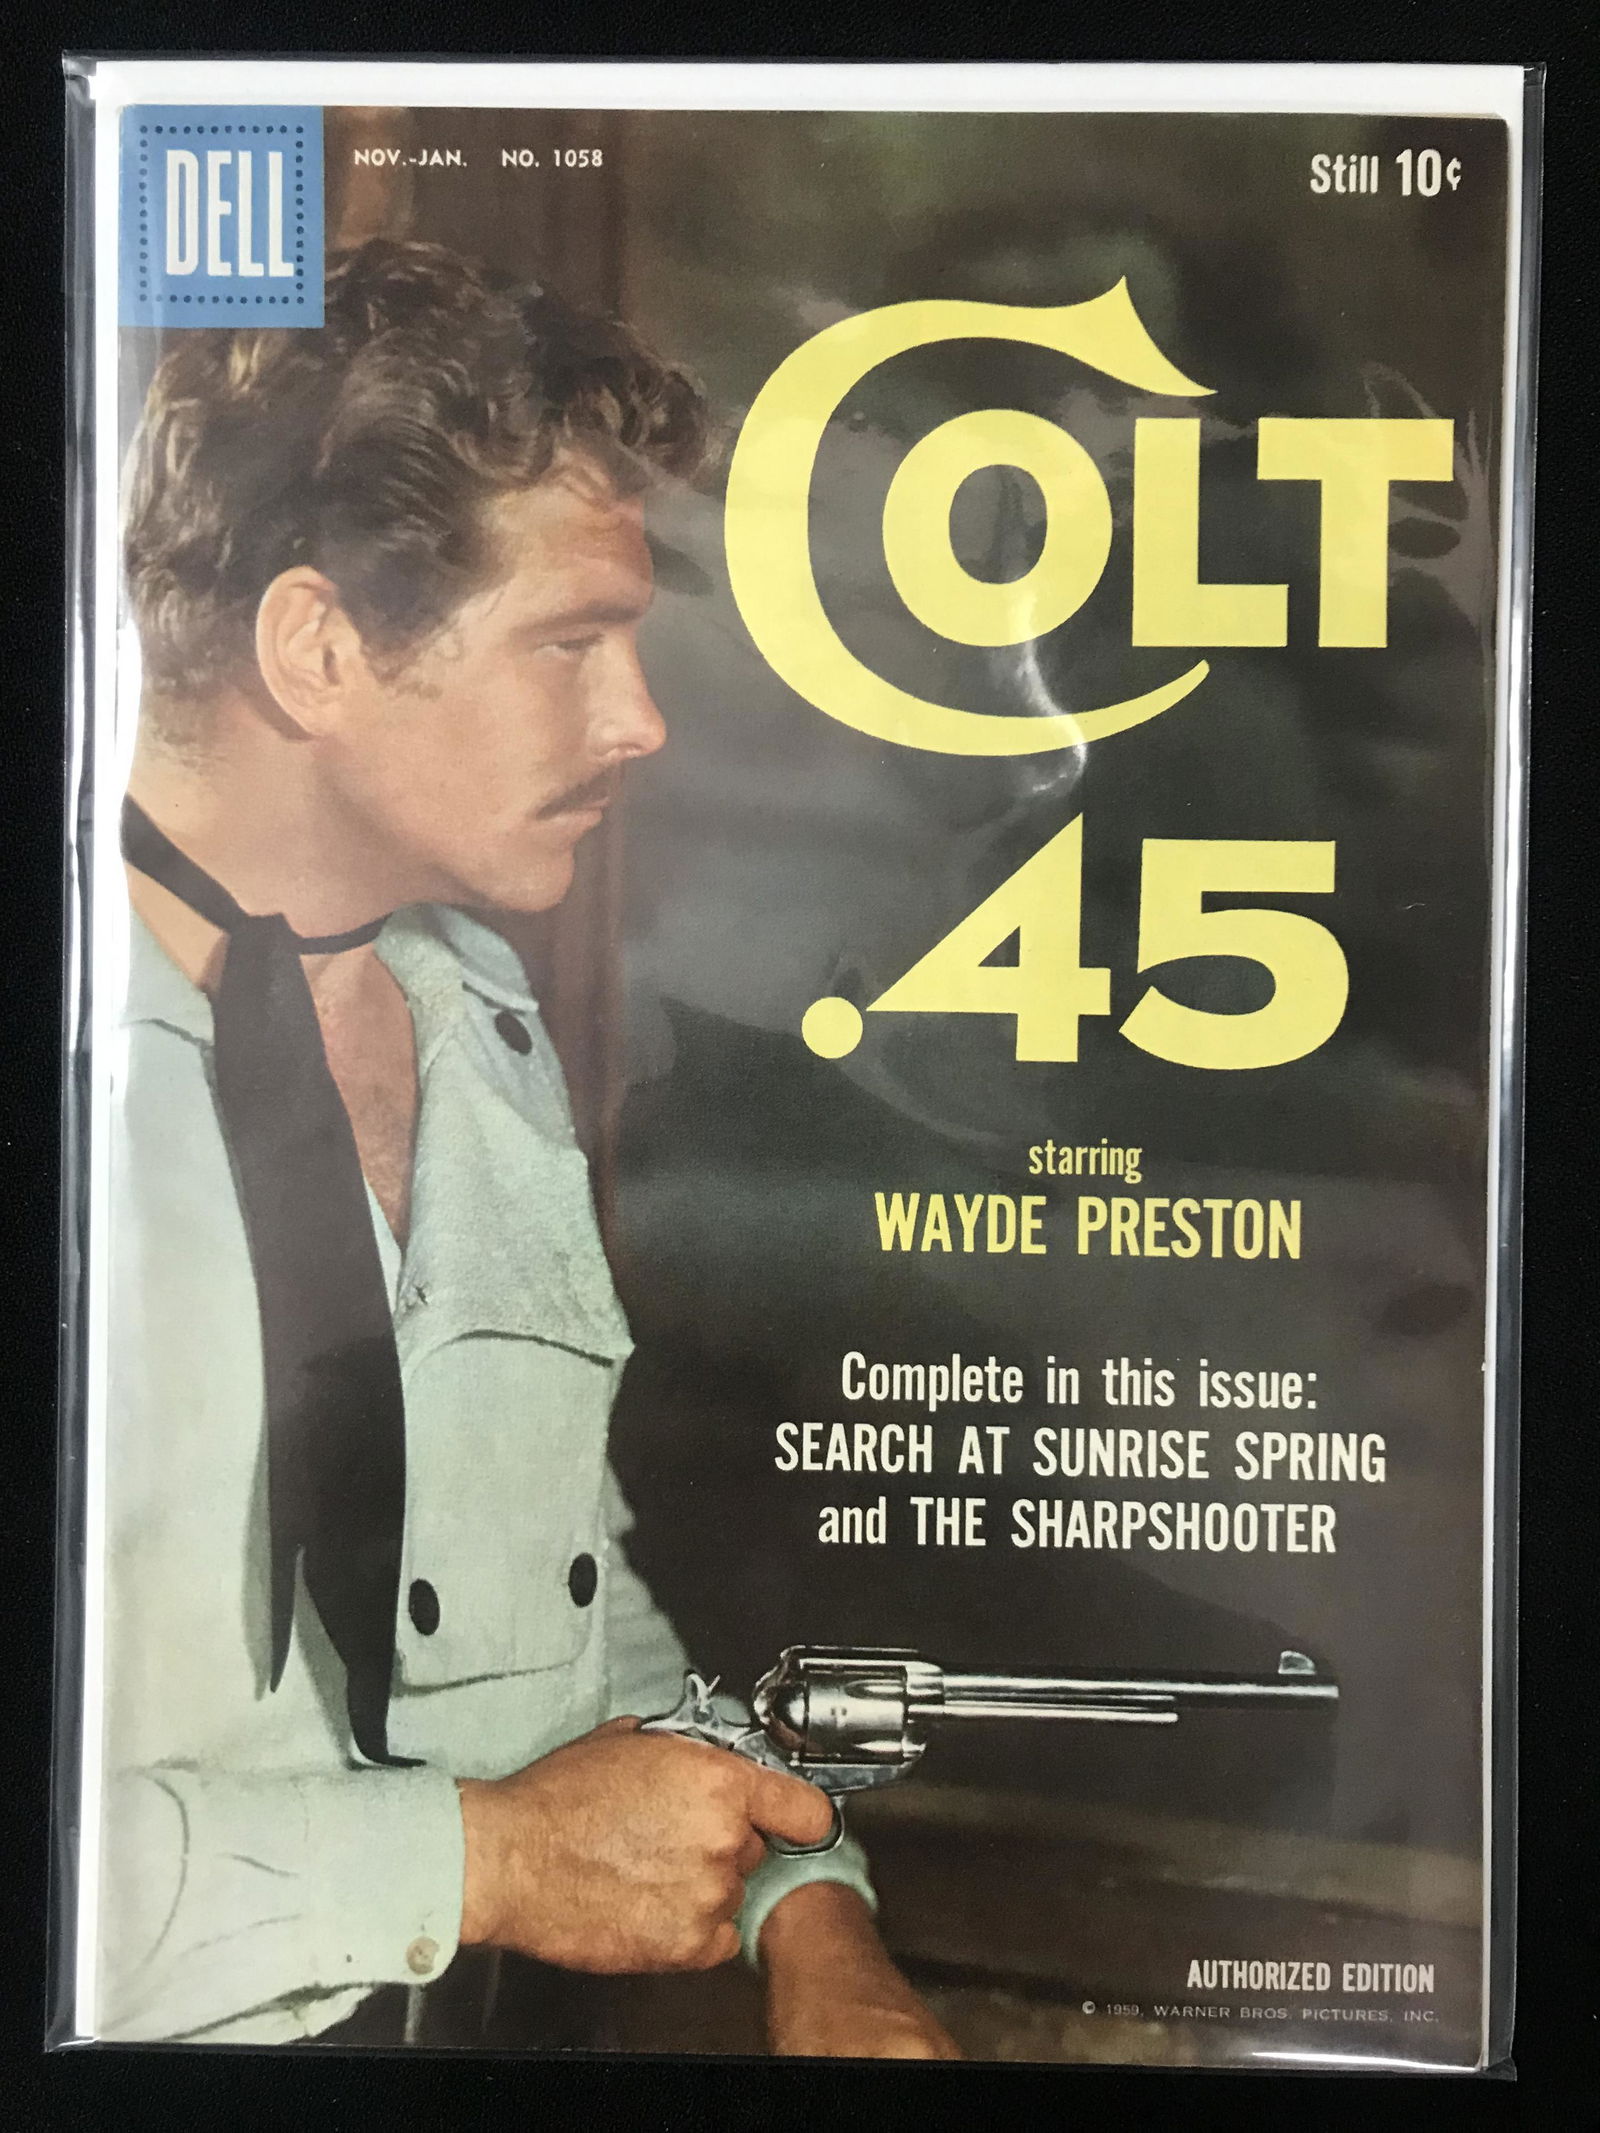 DELL
NOV.-JAN. NO. 1058
Still 10¢
COLT
.45
starring
WAYDE PRESTON
Complete in this issue:
SEARCH AT SUNRISE SPRING
and THE SHARPSHOOTER
AUTHORIZED EDITION
© 1959, WARNER BROS. PICTURES, INC.